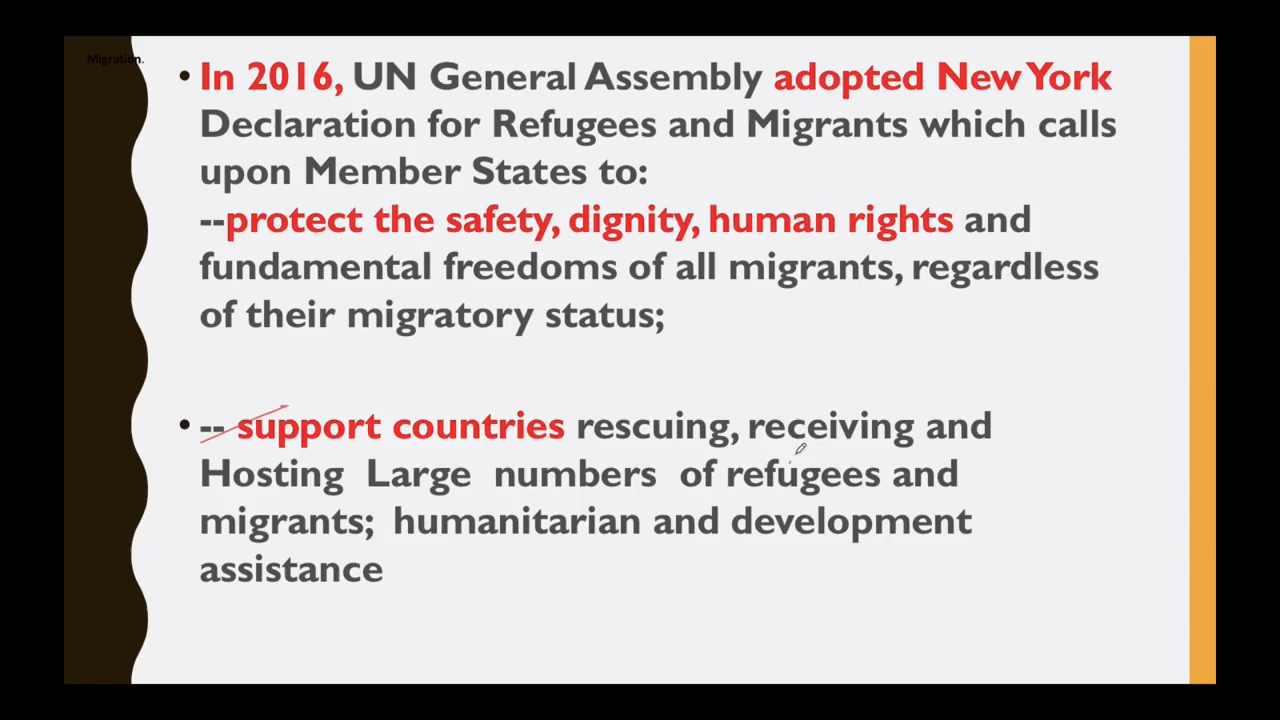 Migration.
• In 2016, UN General Assembly adopted New York
Declaration for Refugees and Migrants which calls
upon Member States to:
--protect the safety, dignity, human rights and
fundamental freedoms of all migrants, regardless
of their migratory status;
• -- support countries rescuing, receiving and
Hosting Large numbers of refugees and
migrants; humanitarian and development
assistance